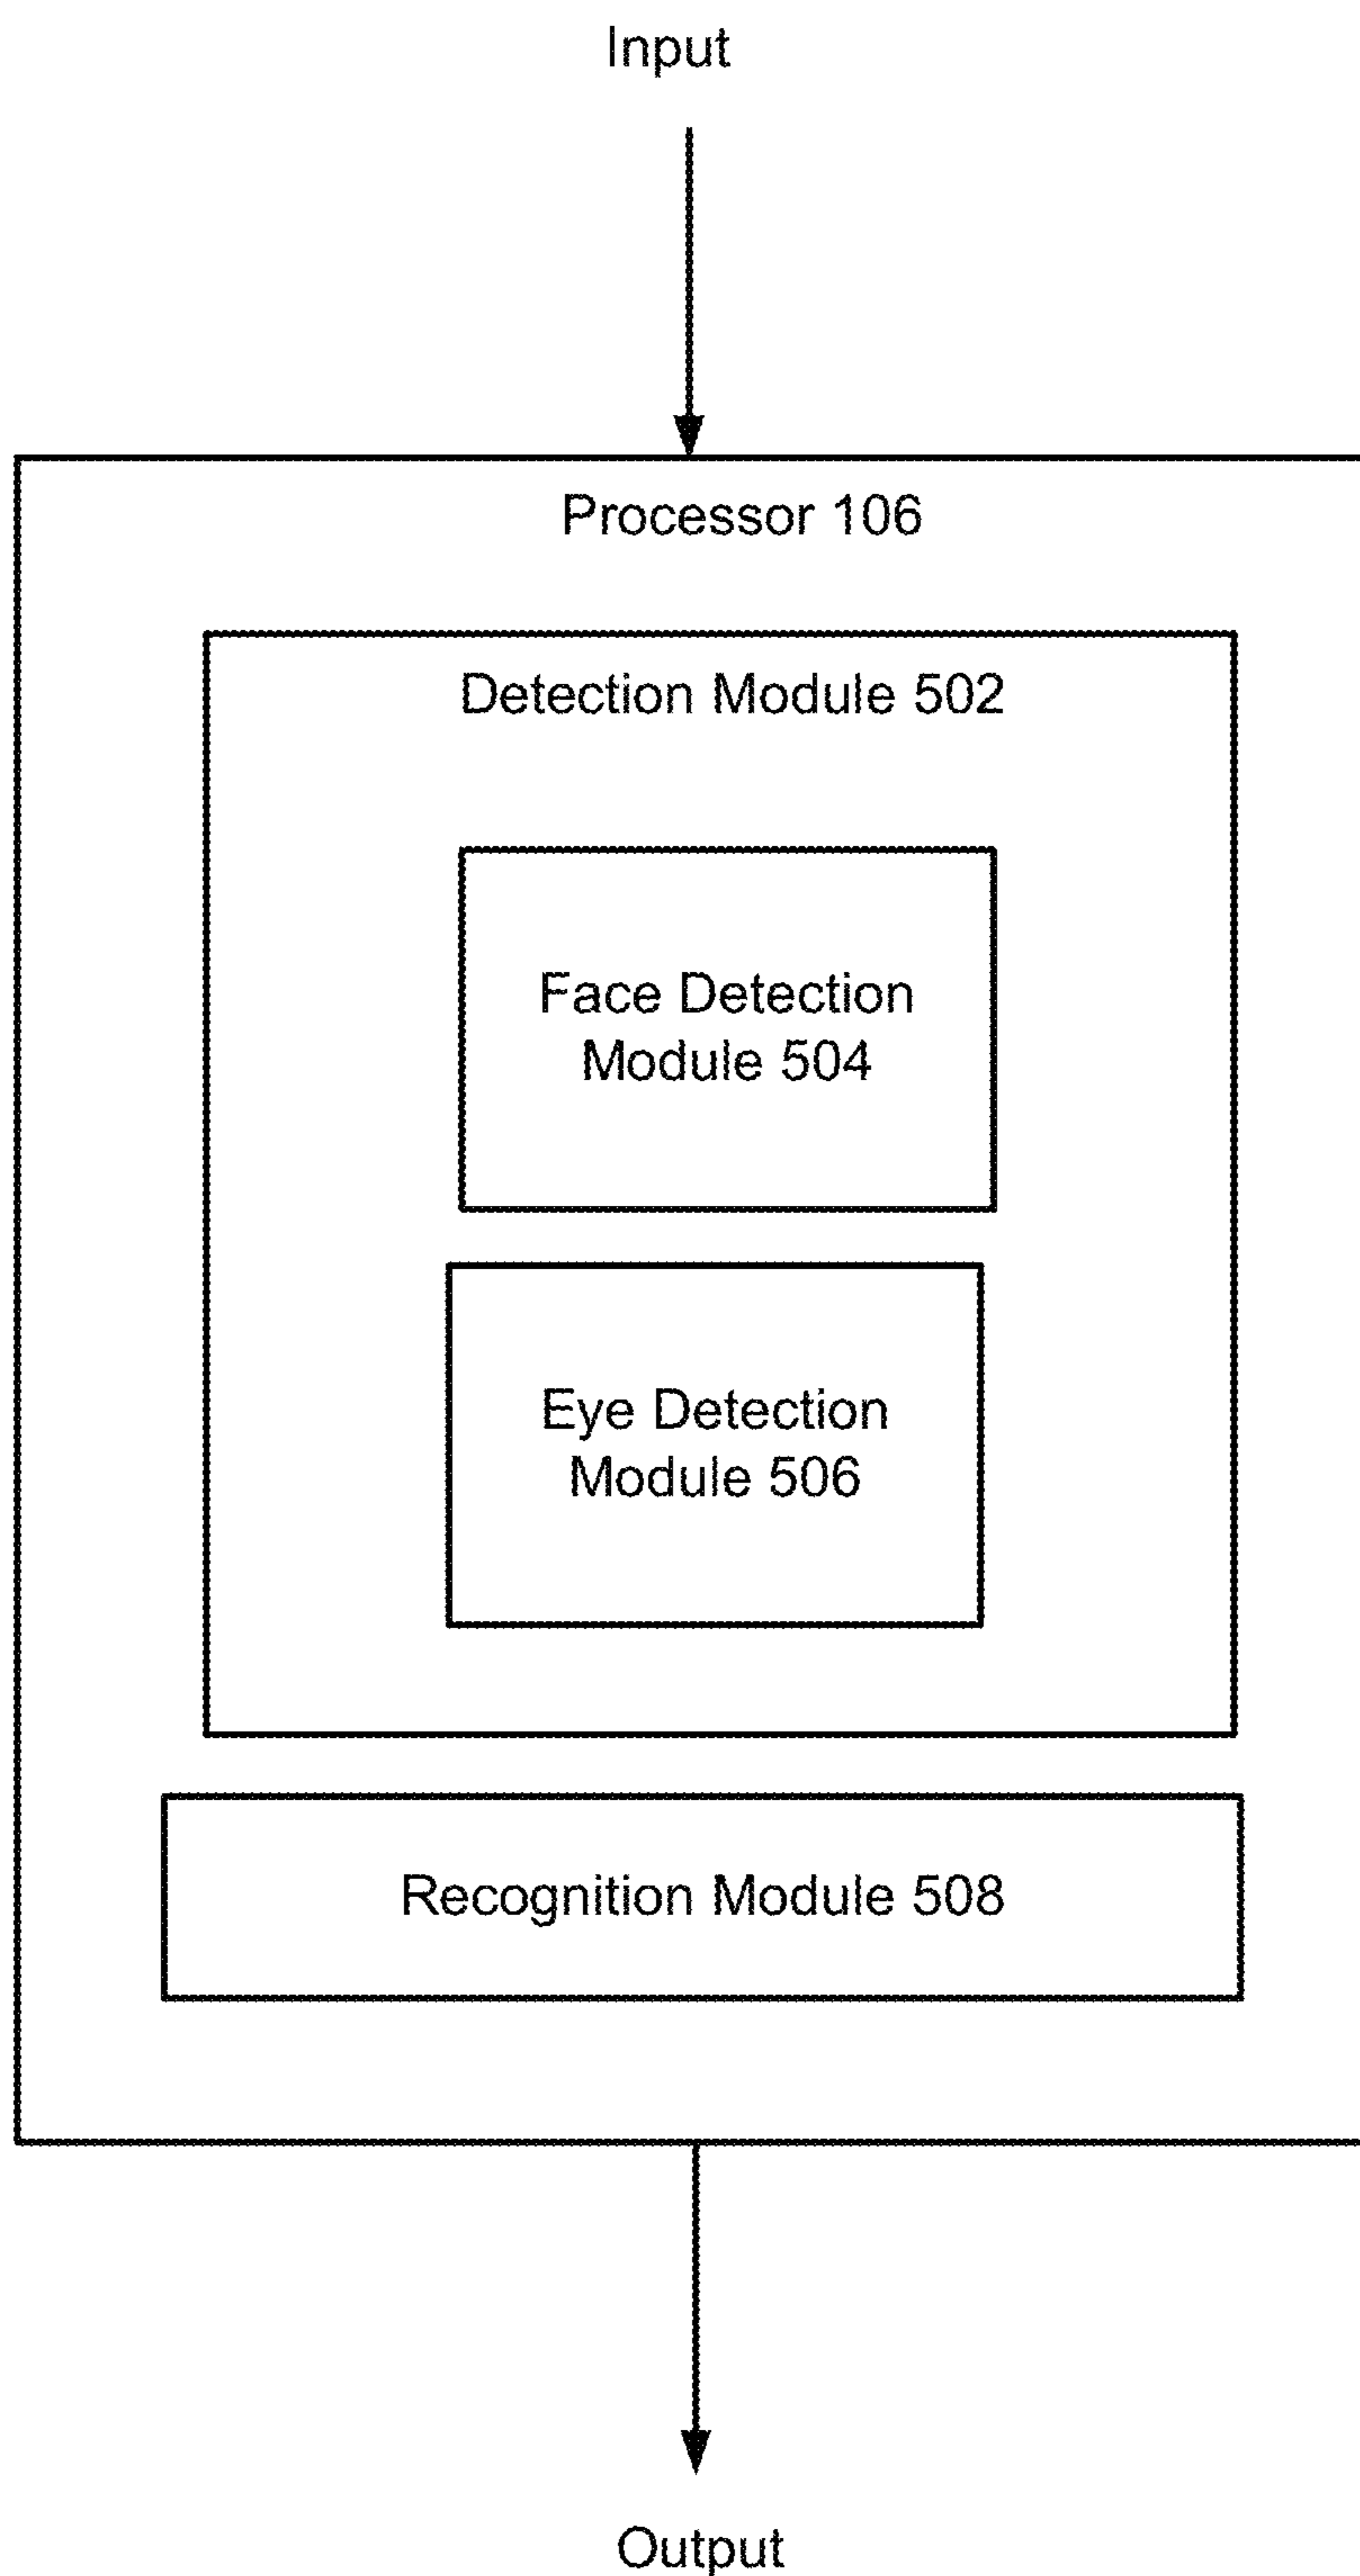 Input
Processor 106
Detection Module 502
Face Detection
Module 504
Eye Detection
Module 506
Recognition Module 508
Output